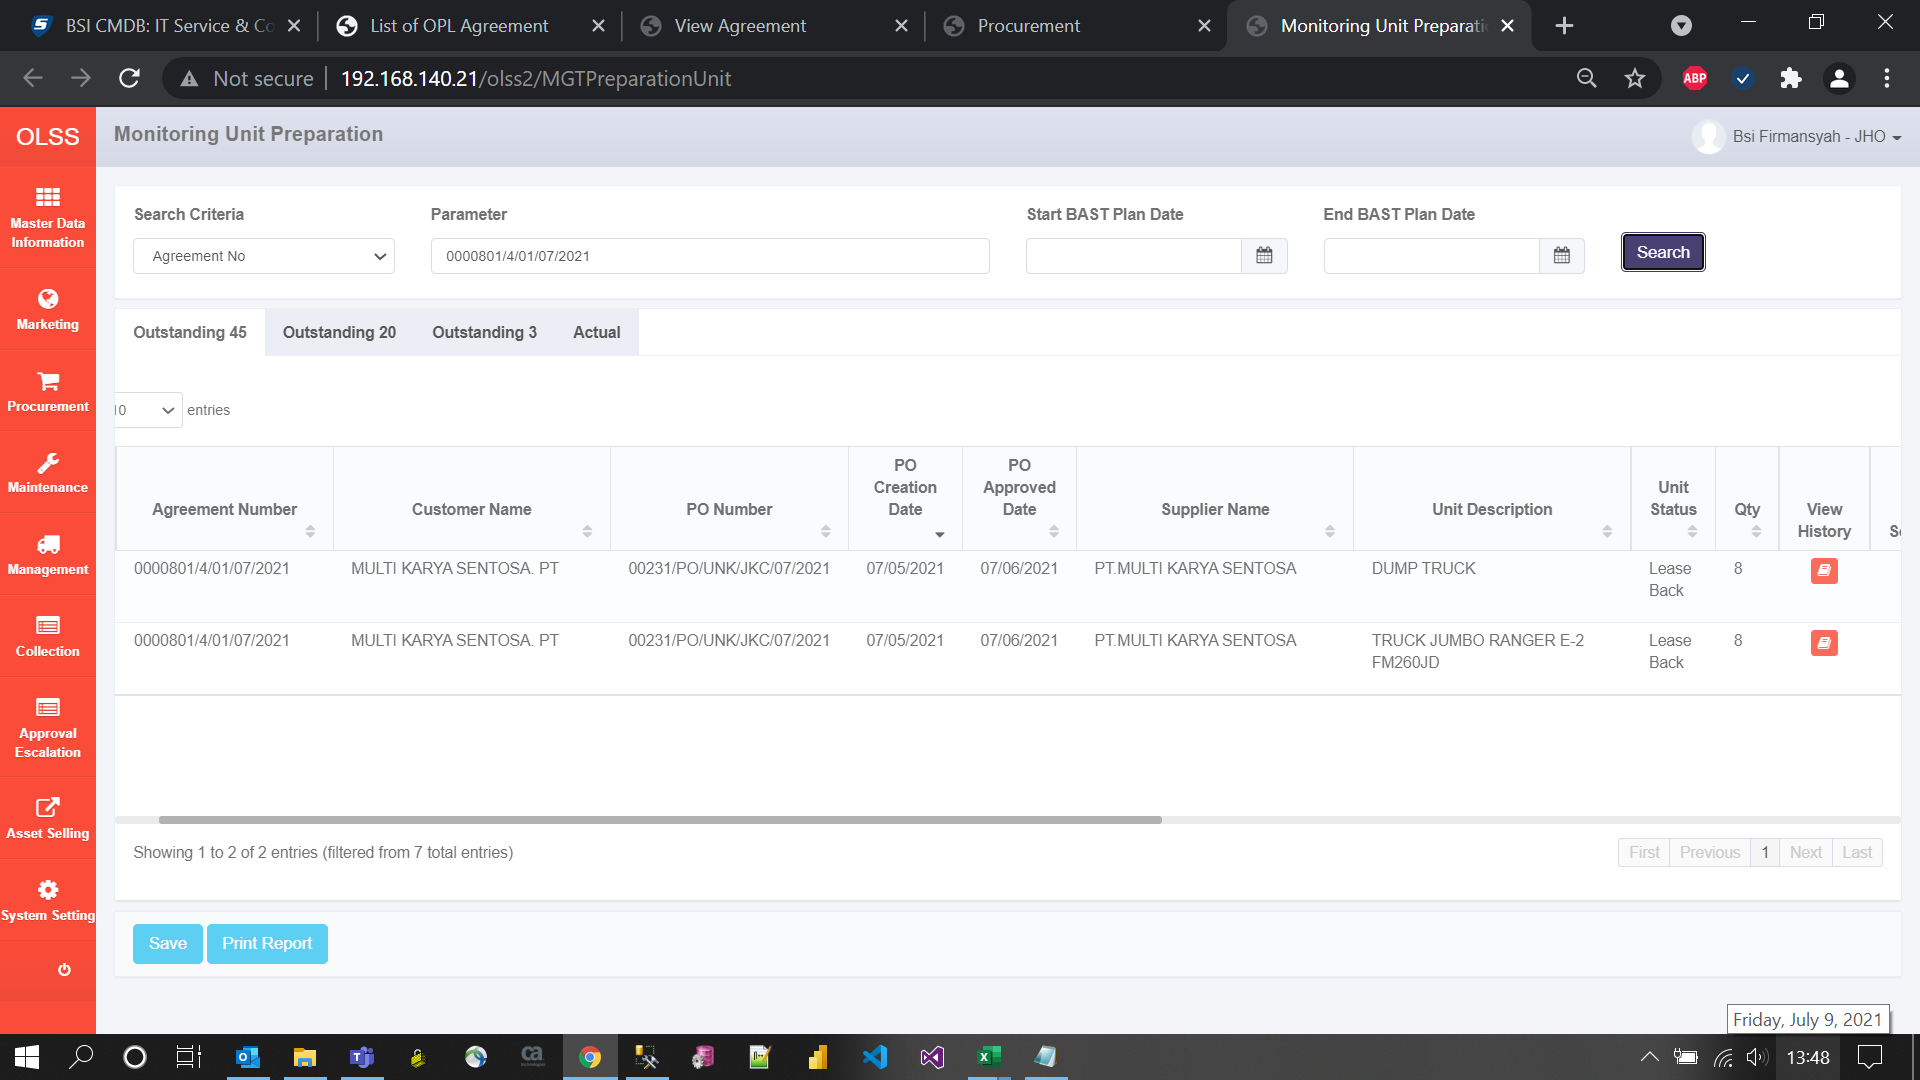 BSI CMDB: IT Service & Co
List of OPL Agreement
View Agreement
Procurement
Monitoring Unit Preparati
Not secure
192.168.140.21/olss2/MGTPreparationUnit
ABP
OLSS
Monitoring Unit Preparation
Bsi Firmansyah - JHO
Master Data
Information
Marketing
Procurement
Maintenance
Management
Collection
Approval
Escalation
Asset Selling
System Setting
Search Criteria
Parameter
Start BAST Plan Date
End BAST Plan Date
Agreement No
0000801/4/01/07/2021
Search
Outstanding 45
Outstanding 20
Outstanding 3
Actual
10
entries
Agreement Number
Customer Name
PO Number
PO
Creation
Date
PO
Approved
Date
Supplier Name
Unit Description
Unit
Status
Qty
View
History
0000801/4/01/07/2021
MULTI KARYA SENTOSA. PT
00231/PO/UNK/JKC/07/2021
07/05/2021
07/06/2021
PT.MULTI KARYA SENTOSA
DUMP TRUCK
Lease
Back
8
0000801/4/01/07/2021
MULTI KARYA SENTOSA. PT
00231/PO/UNK/JKC/07/2021
07/05/2021
07/06/2021
PT.MULTI KARYA SENTOSA
TRUCK JUMBO RANGER E-2
FM260JD
Lease
Back
8
Showing 1 to 2 of 2 entries (filtered from 7 total entries)
First
Previous
1
Next
Last
Save
Print Report
Friday, July 9, 2021
13:48